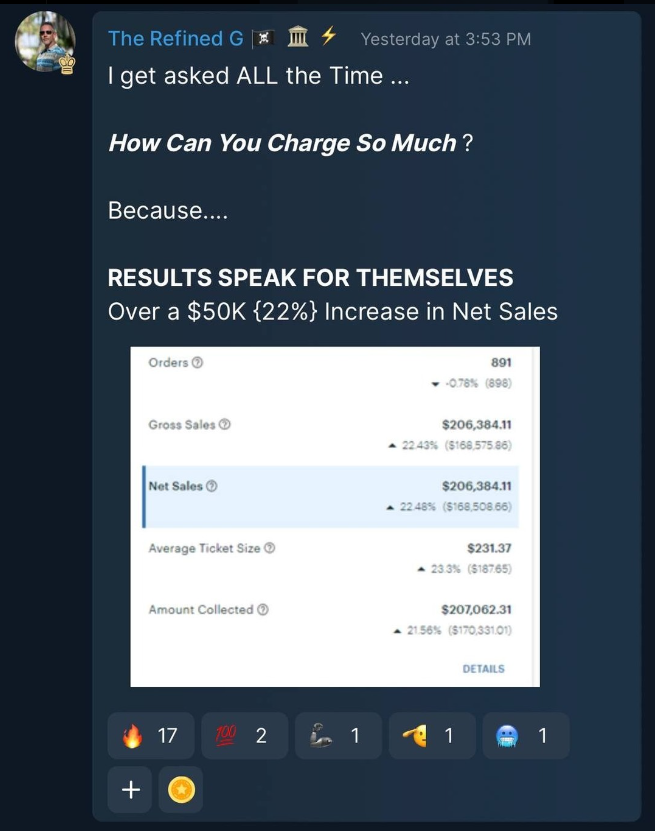 The Refined G 🏴‍☠️ 🏛️ ⚡ Yesterday at 3:53 PM
I get asked ALL the Time ...
How Can You Charge So Much ?
Because....
RESULTS SPEAK FOR THEMSELVES
Over a $50K {22%} Increase in Net Sales
Orders 891
-0.78% (898)
Gross Sales $206,384.11
22.43% ($168,575.86)
Net Sales $206,384.11
22.48% ($168,508.66)
Average Ticket Size $231.37
23.3% ($187.65)
Amount Collected $207,062.31
21.56% ($170,331.01)
DETAILS
🔥 17 💯 2 🦾 1 🫡 1 🥶 1
+